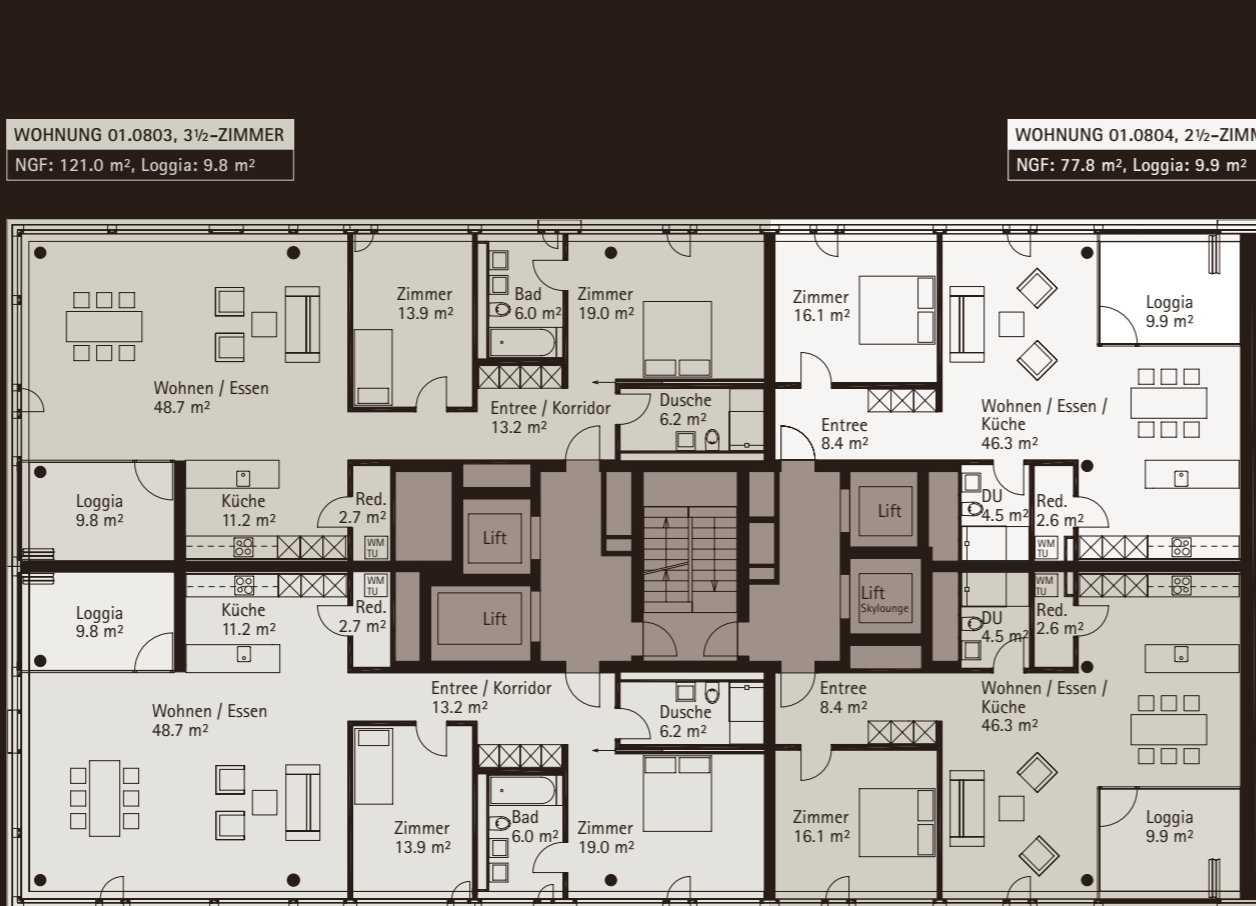 WOHNUNG 01.0803, 3½-ZIMMER
NGF: 121.0 m², Loggia: 9.8 m²
WOHNUNG 01.0804, 2½-ZIMM
NGF: 77.8 m², Loggia: 9.9 m²
Zimmer
13.9 m²
Bad
6.0 m²
Zimmer
19.0 m²
Zimmer
16.1 m²
Loggia
9.9 m²
Wohnen / Essen
48.7 m²
Entree / Korridor
13.2 m²
Dusche
6.2 m²
Entree
8.4 m²
Wohnen / Essen /
Küche
46.3 m²
Loggia
9.8 m²
Küche
11.2 m²
Red.
2.7 m²
WM
TU
Lift
Lift
DU
4.5 m²
Red.
2.6 m²
WM
TU
Loggia
9.8 m²
Küche
11.2 m²
WM
TU
Red.
2.7 m²
Lift
Lift
Skylounge
DU
4.5 m²
WM
TU
Red.
2.6 m²
Wohnen / Essen
48.7 m²
Entree / Korridor
13.2 m²
Dusche
6.2 m²
Entree
8.4 m²
Wohnen / Essen /
Küche
46.3 m²
Zimmer
13.9 m²
Bad
6.0 m²
Zimmer
19.0 m²
Zimmer
16.1 m²
Loggia
9.9 m²